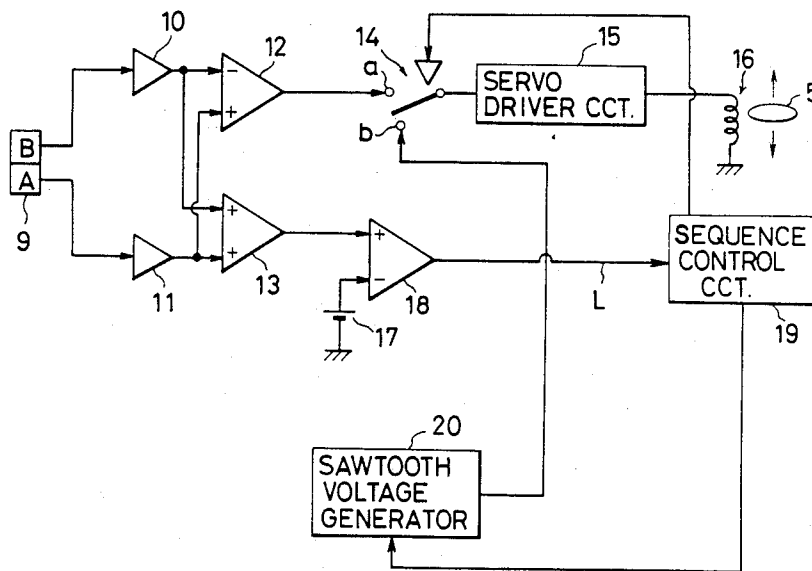 10
12
14
a
b
15
SERVO
DRIVER CCT.
16
5
B
A
9
-
+
+
+
11
13
+
-
18
17
L
SEQUENCE
CONTROL
CCT.
19
20
SAWTOOTH
VOLTAGE
GENERATOR